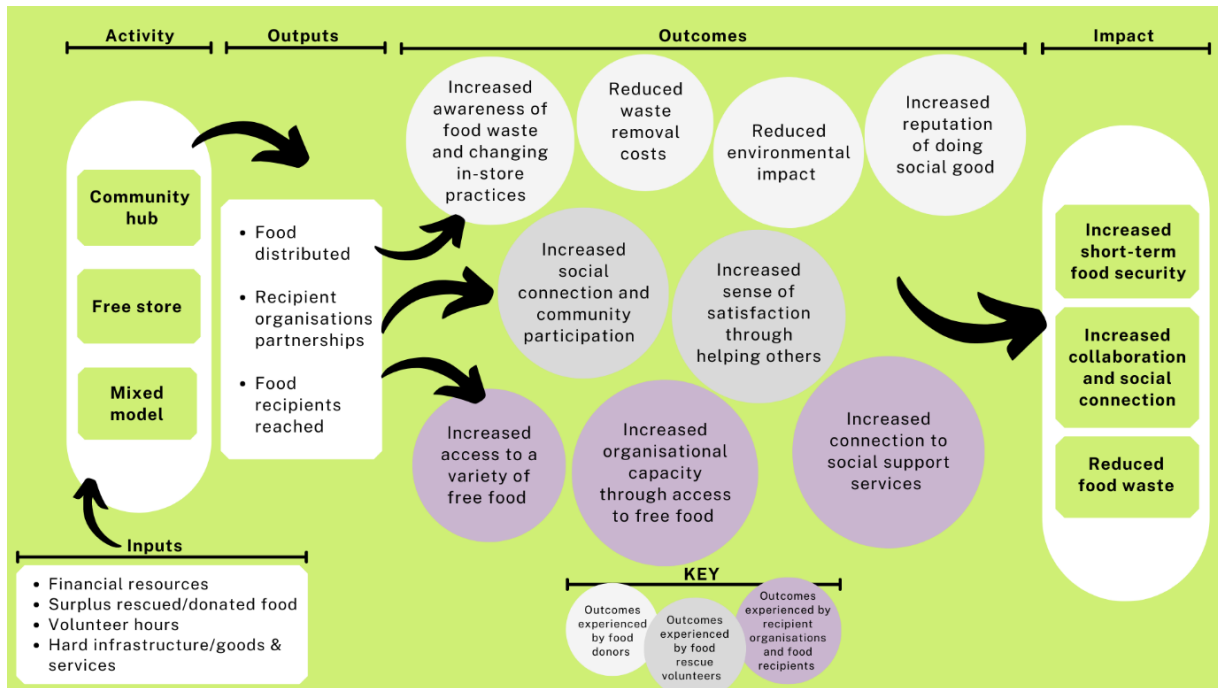 Activity
Outputs
Outcomes
Impact
Community
hub
Free store
Mixed
model
Inputs
• Financial resources
• Surplus rescued/donated food
• Volunteer hours
• Hard infrastructure/goods &
services
• Food
distributed
• Recipient
organisations
partnerships
• Food
recipients
reached
Increased
awareness of
food waste
and changing
in-store
practices
Reduced
waste
removal
costs
Reduced
environmental
impact
Increased
reputation
of doing
social good
Increased
social
connection and
community
participation
Increased
sense of
satisfaction
through
helping others
Increased
access to a
variety of
free food
Increased
organisational
capacity
through access
to free food
Increased
connection to
social support
services
Increased
short-term
food security
Increased
collaboration
and social
connection
Reduced
food waste
KEY
Outcomes
experienced
by food
donors
Outcomes
experienced
by food
rescue
volunteers
Outcomes
experienced by
recipient
organisations
and food
recipients